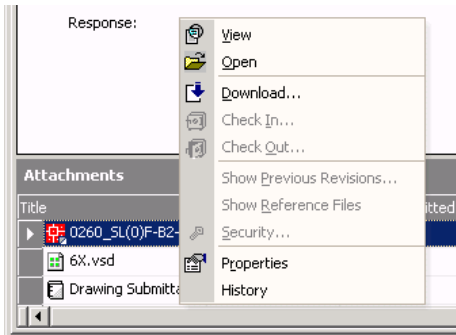 Response:
View
Open
Download...
Check In...
Check Out...
Show Previous Revisions...
Show Reference Files
Security...
Properties
History
Attachments
Title
0260_SL(0)F-B2-
6X.vsd
Drawing Submitta
itted